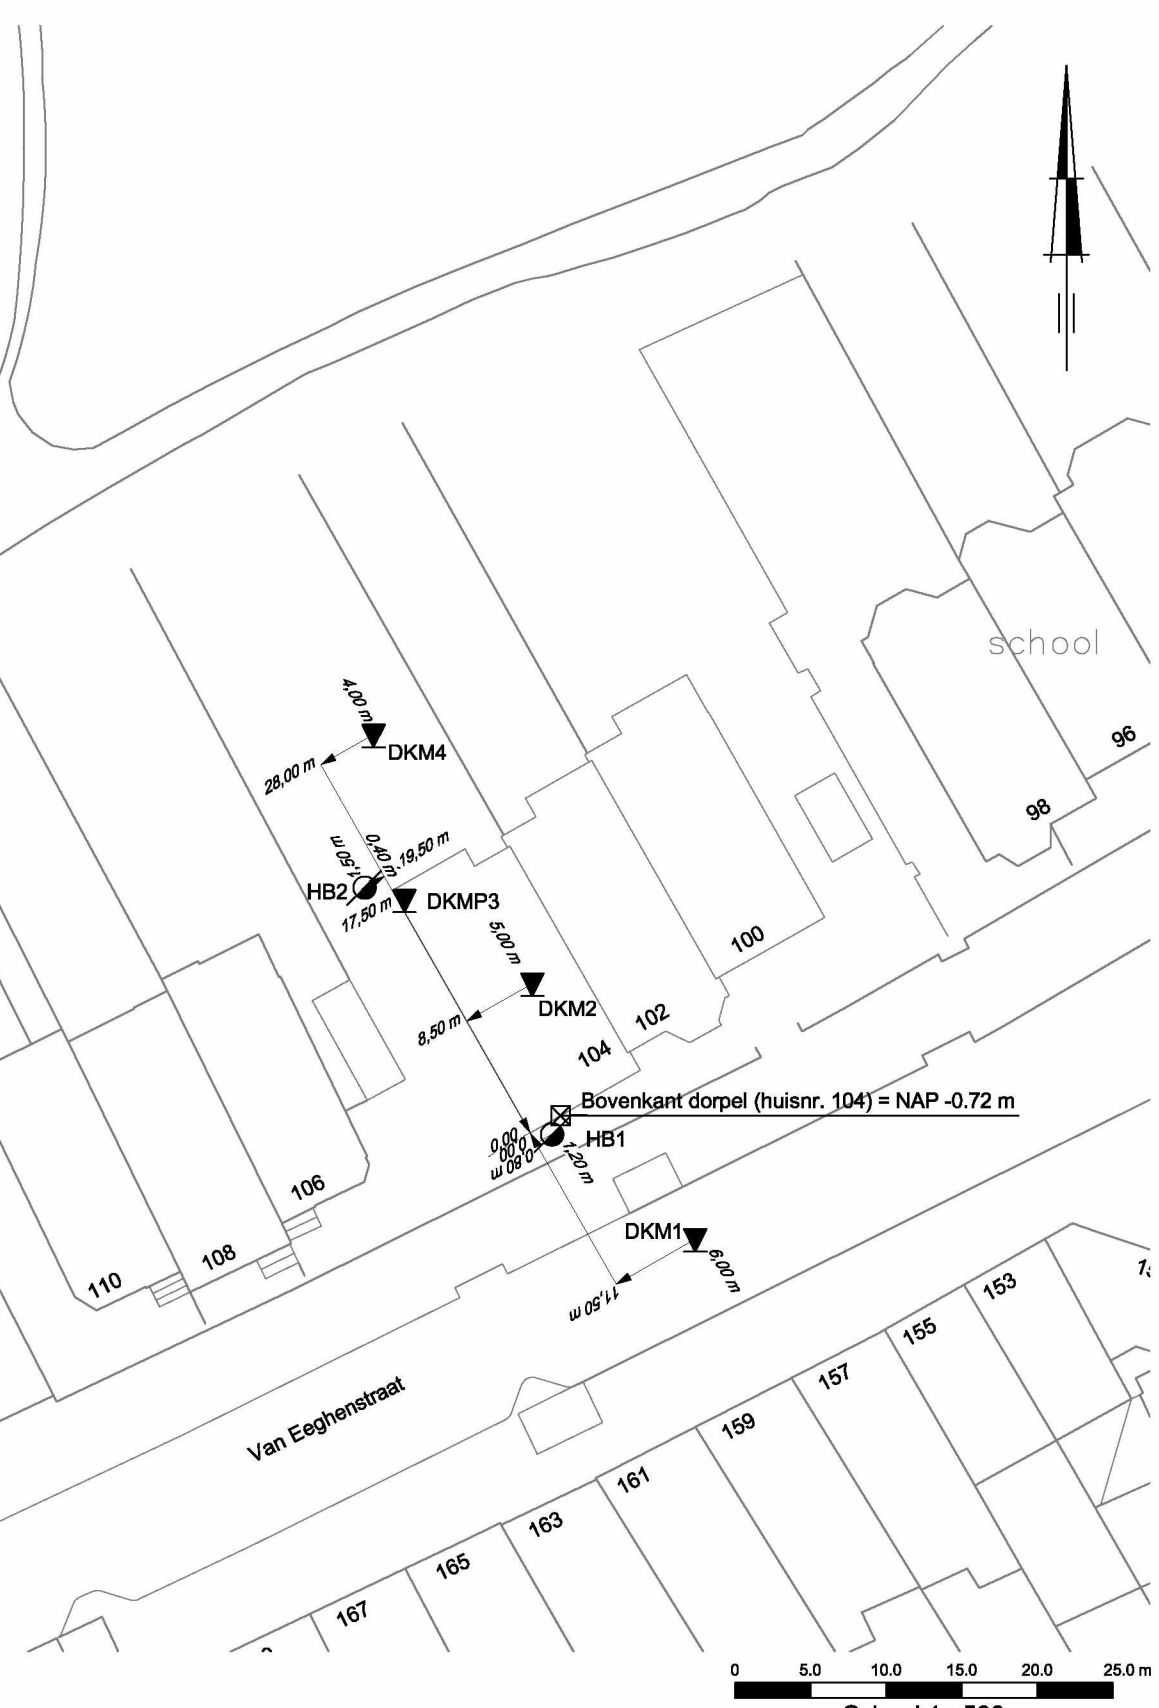 school
96
98
4,00 m
DKM4
28,00 m
0,40 m
1,50 m
19,50 m
HB2
DKMP3
17,50 m
5,00 m
100
DKM2
8,50 m
102
104
Bovenkant dorpel (huisnr. 104) = NAP -0.72 m
0,00
0,00
0,80 m
HB1
1,20 m
106
DKM1
6,00 m
108
110
11,50 m
153
155
157
Van Eeghenstraat
159
161
163
165
167
0 5.0 10.0 15.0 20.0 25.0 m